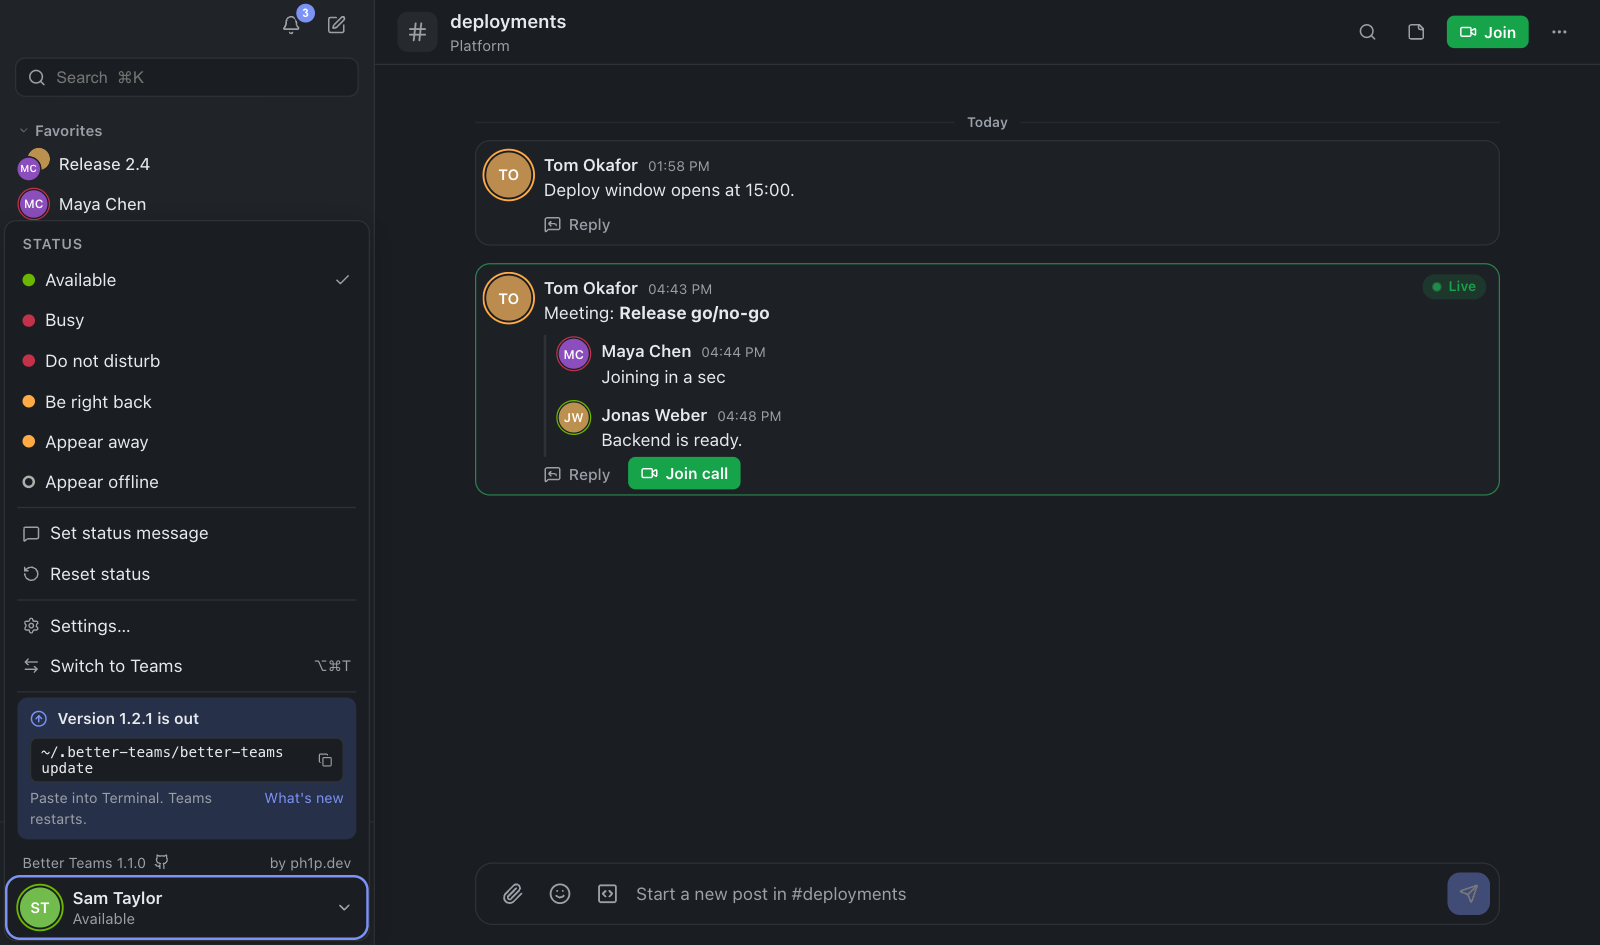 3
Search ⌘K
Favorites
MC
Release 2.4
MC
Maya Chen
STATUS
Available
Busy
Do not disturb
Be right back
Appear away
Appear offline
Set status message
Reset status
Settings...
Switch to Teams ⌥⌘T
Version 1.2.1 is out
~/.better-teams/better-teams
update
Paste into Terminal. Teams What's new
restarts.
Better Teams 1.1.0 by ph1p.dev
ST
Sam Taylor
Available
# deployments
Platform
Join
Today
TO
Tom Okafor 01:58 PM
Deploy window opens at 15:00.
Reply
TO
Tom Okafor 04:43 PM
Live
Meeting: Release go/no-go
MC
Maya Chen 04:44 PM
Joining in a sec
JW
Jonas Weber 04:48 PM
Backend is ready.
Reply
Join call
Start a new post in #deployments